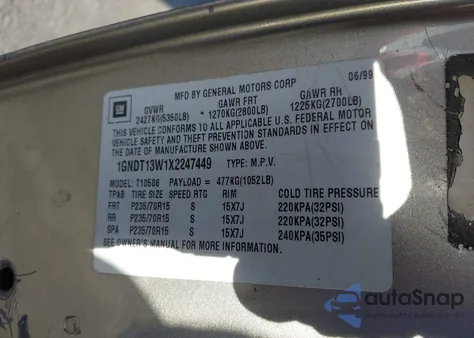 MFD BY GENERAL MOTORS CORP 06/99
GM
GVWR GAWR FRT GAWR RR
2427KG(5350LB) 1270KG(2800LB) 1225KG(2700LB)
THIS VEHICLE CONFORMS TO ALL APPLICABLE U.S. FEDERAL MOTOR
VEHICLE SAFETY AND THEFT PREVENTION STANDARDS IN EFFECT ON
THE DATE OF MANUFACTURE SHOWN ABOVE.
1GNDT13W1X2247449 TYPE: M.P.V.
MODEL: T10506 PAYLOAD = 477KG(1052LB)
TPAB TIRE SIZE SPEED RTG RIM COLD TIRE PRESSURE
FRT P235/70R15 S 15X7J 220KPA(32PSI)
RR P235/70R15 S 15X7J 220KPA(32PSI)
SPA P235/70R15 S 15X7J 240KPA(35PSI)
SEE OWNER'S MANUAL FOR MORE INFORMATION.
autoSnap